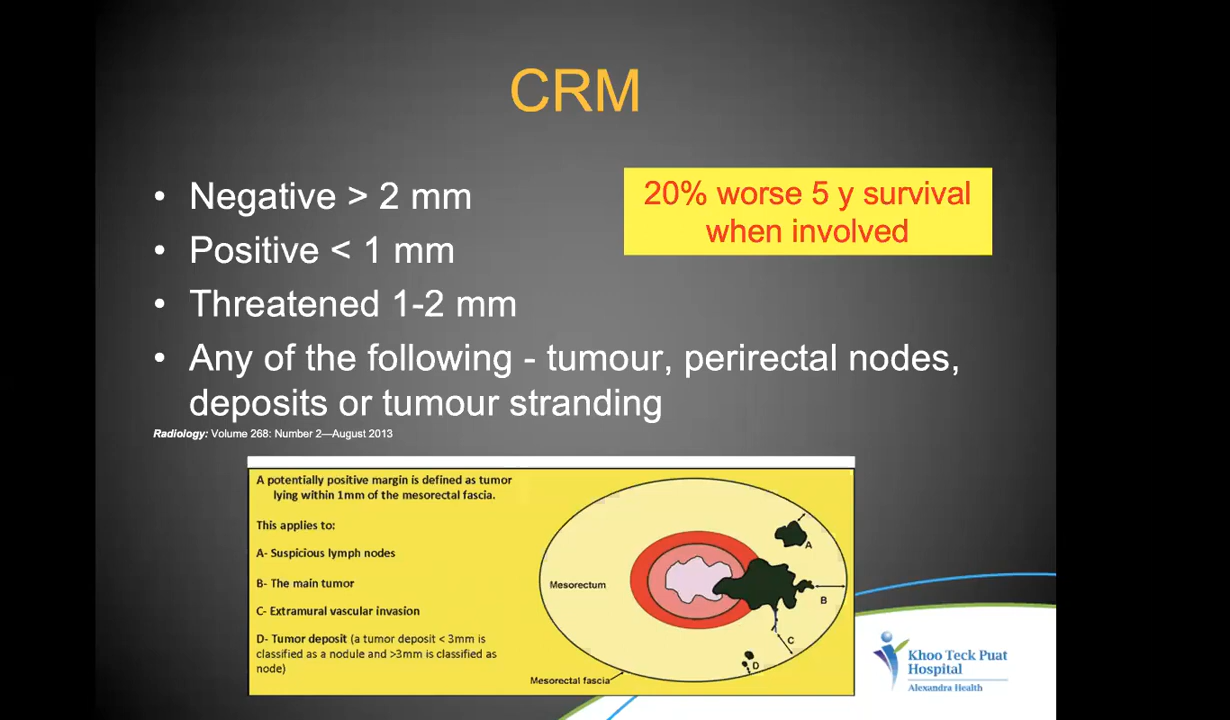 CRM
• Negative > 2 mm
20% worse 5 y survival
when involved
• Positive < 1 mm
• Threatened 1-2 mm
• Any of the following - tumour, perirectal nodes,
deposits or tumour stranding
Radiology: Volume 268: Number 2—August 2013
A potentially positive margin is defined as tumor
lying within 1mm of the mesorectal fascia.
This applies to:
A- Suspicious lymph nodes
B- The main tumor
C- Extramural vascular invasion
D- Tumor deposit (a tumor deposit < 3mm is
classified as a nodule and >3mm is classified as
node)
A
Mesorectum
B
C
D
Mesorectal fascia
Khoo Teck Puat
Hospital
Alexandra Health